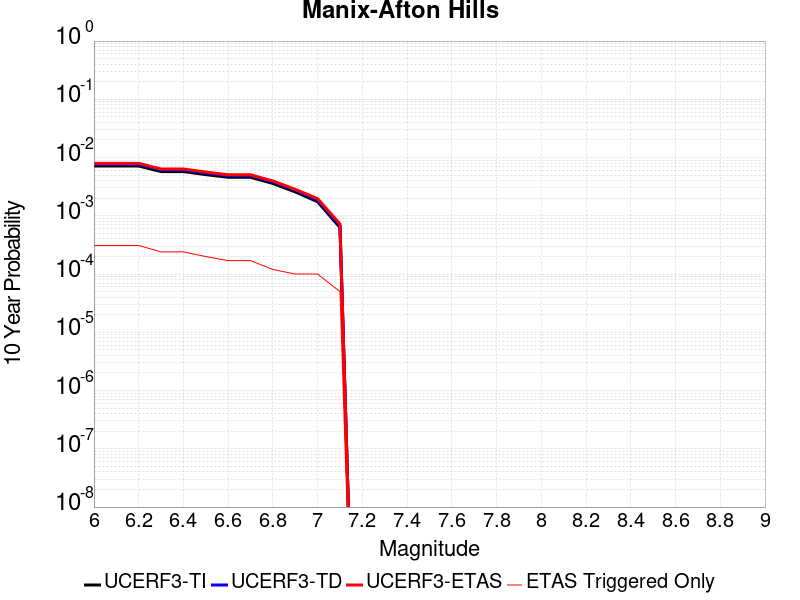 Manix-Afton Hills
10^0
10^-1
10^-2
10^-3
10^-4
10^-5
10^-6
10^-7
10^-8
10 Year Probability
6 6.2 6.4 6.6 6.8 7 7.2 7.4 7.6 7.8 8 8.2 8.4 8.6 8.8 9
Magnitude
UCERF3-TI UCERF3-TD UCERF3-ETAS ETAS Triggered Only